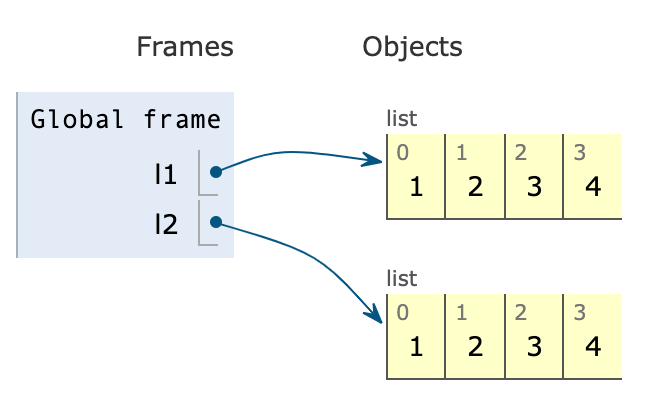 Frames Objects
Global frame
l1
l2
list
0 1 2 3
1 2 3 4
list
0 1 2 3
1 2 3 4